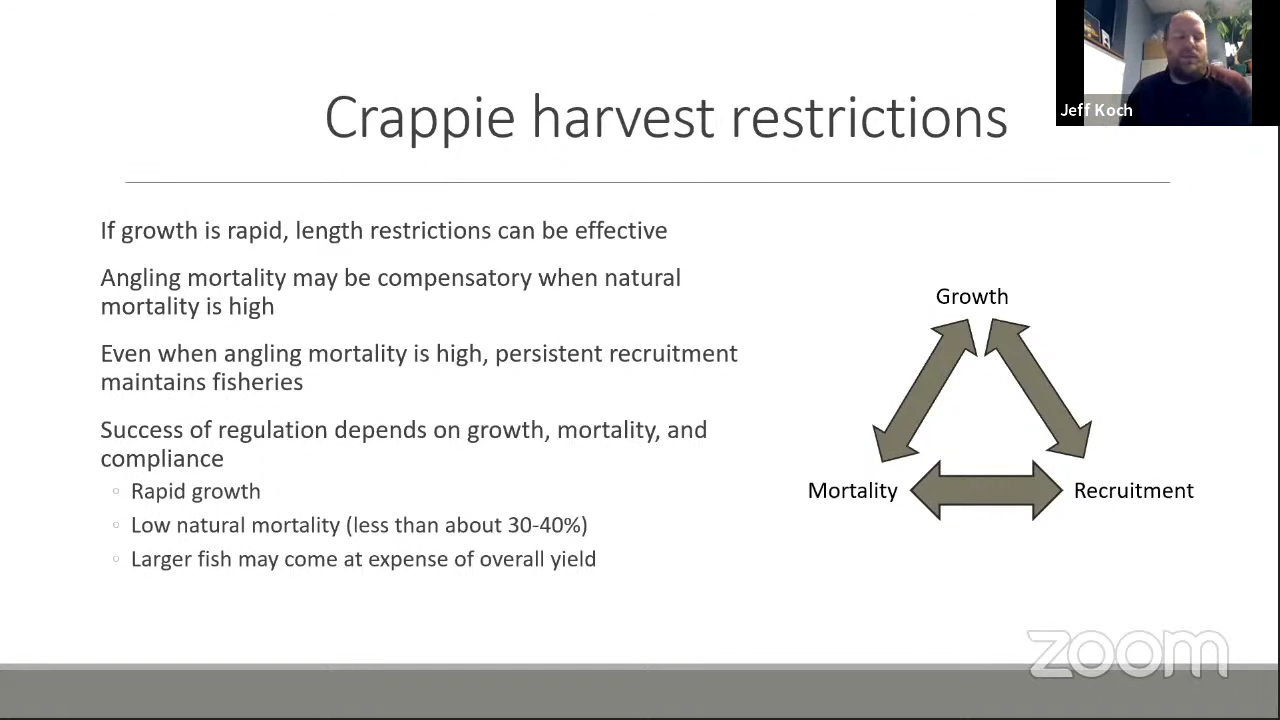 Crappie harvest restrictions
Jeff Koch
If growth is rapid, length restrictions can be effective
Angling mortality may be compensatory when natural
mortality is high
Even when angling mortality is high, persistent recruitment
maintains fisheries
Success of regulation depends on growth, mortality, and
compliance
Rapid growth
Low natural mortality (less than about 30-40%)
Larger fish may come at expense of overall yield
Growth
Mortality
Recruitment
zoom